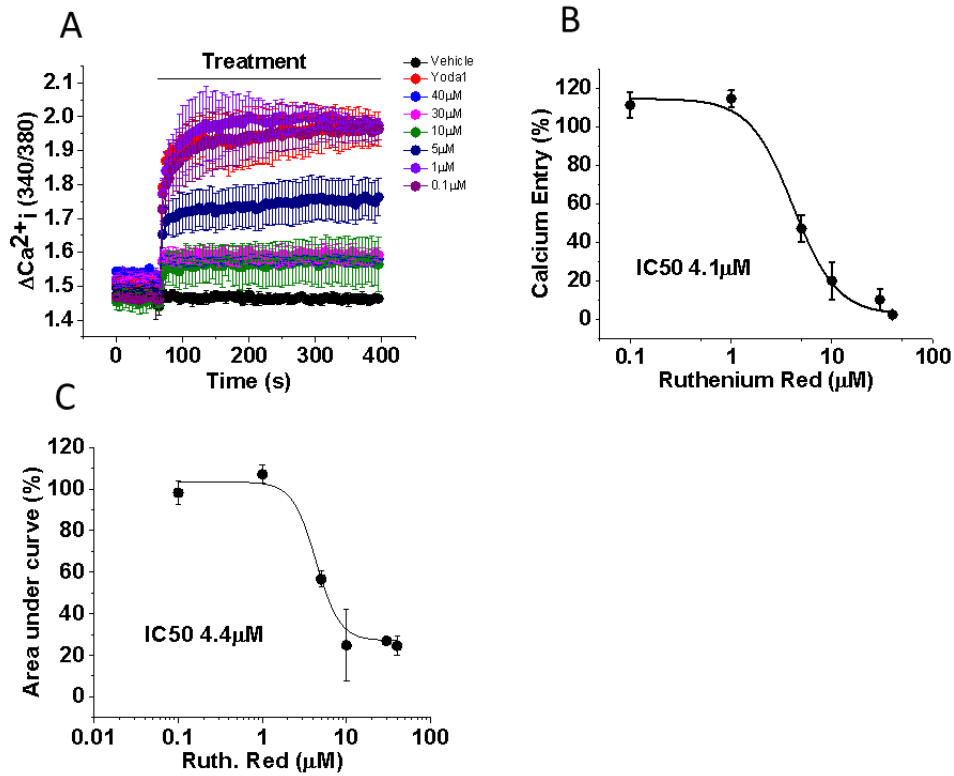 A
Treatment
ΔCa2+i (340/380)
2.1
2.0
1.9
1.8
1.7
1.6
1.5
1.4
0 100 200 300 400
Time (s)
Vehicle
Yoda1
40μM
30μM
10μM
5μM
1μM
0.1μM
B
Calcium Entry (%)
120
100
80
60
40
20
0
IC50 4.1μM
0.1 1 10 100
Ruthenium Red (μM)
C
Area under curve (%)
120
100
80
60
40
20
0
IC50 4.4μM
0.01 0.1 1 10 100
Ruth. Red (μM)